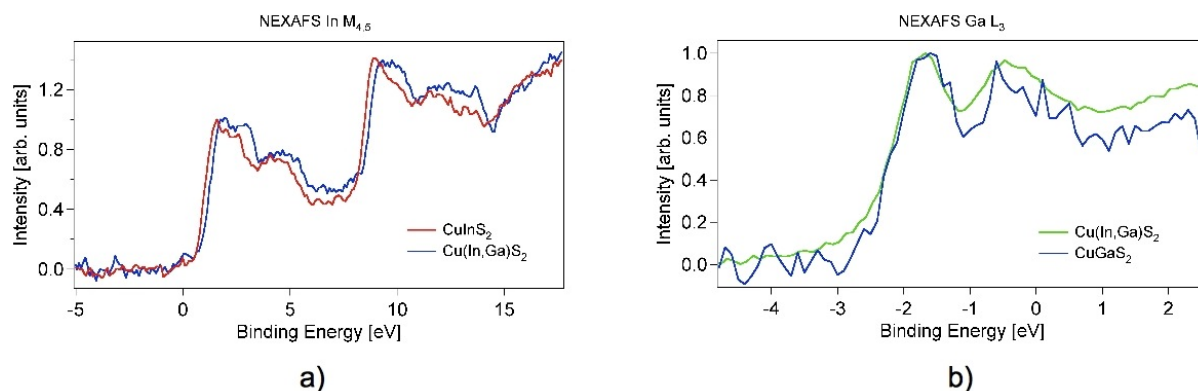 NEXAFS In M4,5
Intensity [arb. units]
1.2
0.8
0.4
0.0
CuInS2
Cu(In,Ga)S2
-5
0
5
10
15
Binding Energy [eV]
a)
NEXAFS Ga L3
Intensity [arb. units]
1.0
0.8
0.6
0.4
0.2
0.0
Cu(In,Ga)S2
CuGaS2
-4
-3
-2
-1
0
1
2
Binding Energy [eV]
b)